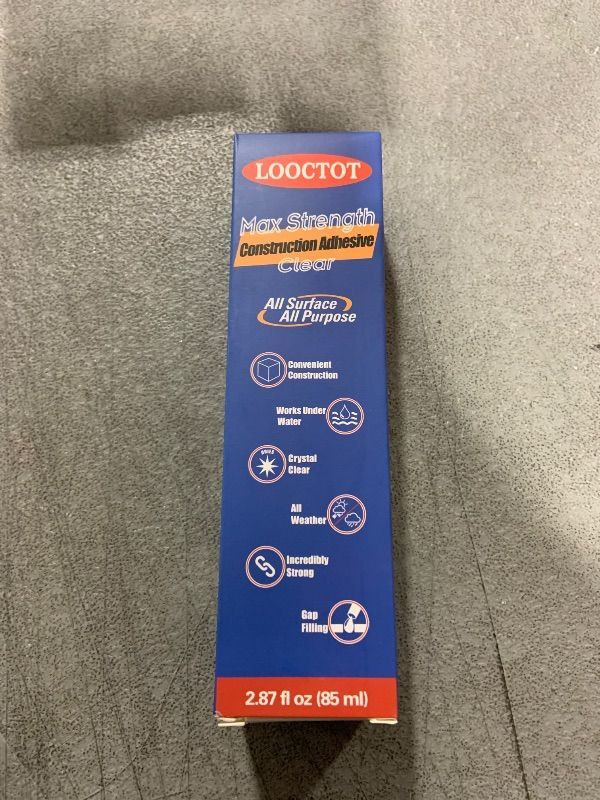 LOOCTOT
Max Strength
Construction Adhesive
Clear
All Surface
All Purpose
Convenient
Construction
Works Under
Water
Crystal
Clear
All
Weather
Incredibly
Strong
Gap
Filling
2.87 fl oz (85 ml)